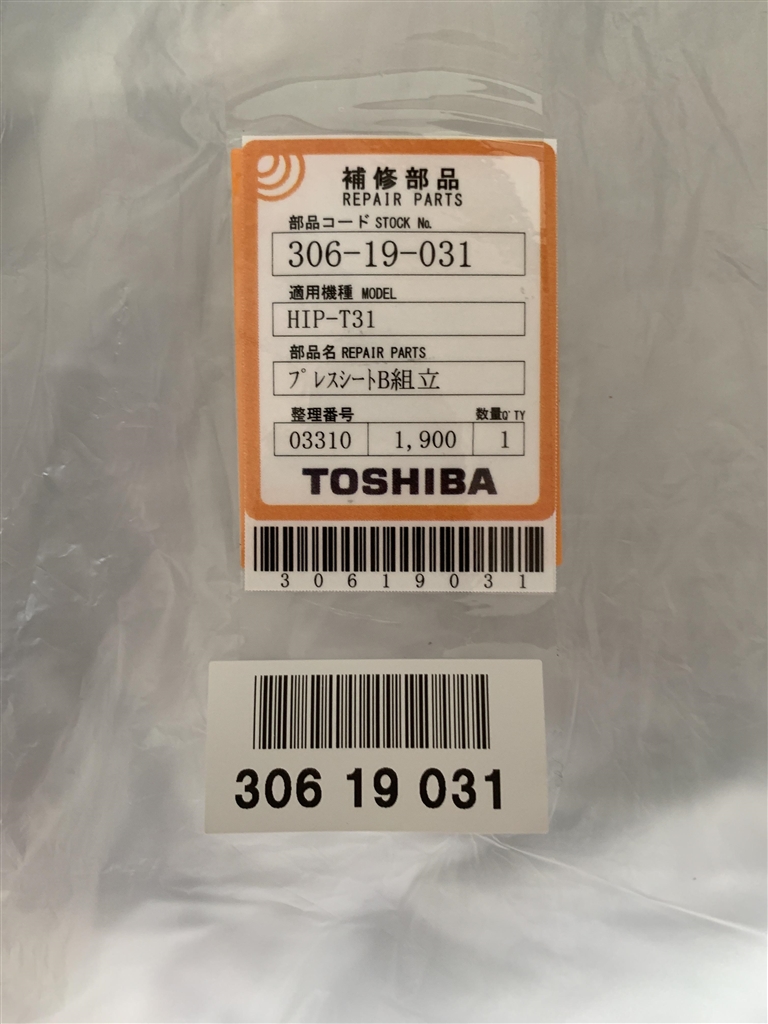 補修部品
REPAIR PARTS
部品コード STOCK No.
306-19-031
適用機種 MODEL
HIP-T31
部品名 REPAIR PARTS
プレスシートB組立
整理番号 数量Q'TY
03310 1,900 1
TOSHIBA
30619031
306 19 031